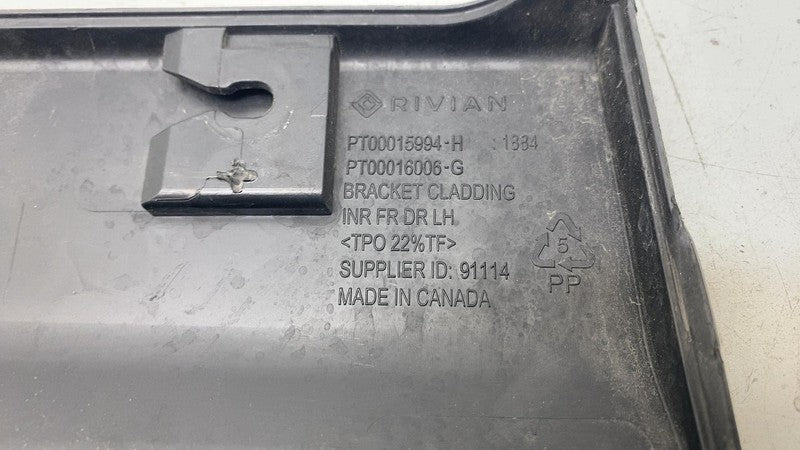 RIVIAN
PT00015994-H : 1884
PT00016006-G
BRACKET CLADDING
INR FR DR LH
<TPO 22%TF>
SUPPLIER ID: 91114
MADE IN CANADA
5
PP